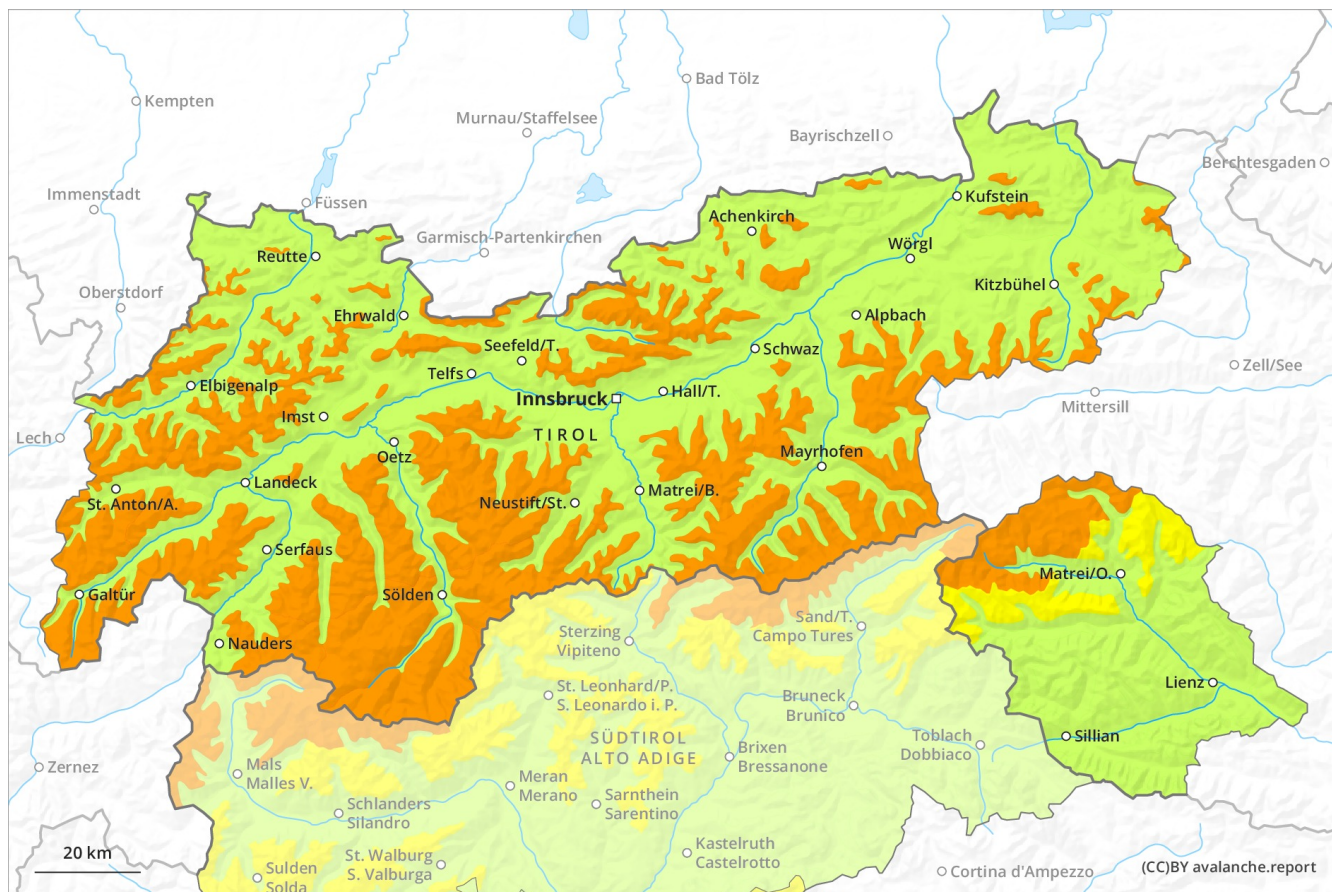 Bad Tölz
Kempten
Murnau/Staffelsee
Bayrischzell
Berchtesgaden
Immenstadt
Füssen
Kufstein
Achenkirch
Garmisch-Partenkirchen
Wörgl
Reutte
Kitzbühel
Oberstdorf
Ehrwald
Alpbach
Seefeld/T.
Schwaz
Zell/See
Telfs
Elbigenalp
Innsbruck
Hall/T.
Mittersill
Imst
Lech
TIROL
Oetz
Mayrhofen
Landeck
Matrei/B.
St. Anton/A.
Neustift/St.
Serfaus
Matrei/O.
Galtür
Sölden
Sand/T.
Campo Tures
Sterzing
Vipiteno
Nauders
Lienz
St. Leonhard/P.
S. Leonardo i. P.
Bruneck
Brunico
SÜDTIROL
ALTO ADIGE
Toblach
Dobbiaco
Sillian
Brixen
Bressanone
Zernez
Mals
Malles V.
Meran
Merano
Sarnthein
Sarentino
Schlanders
Silandro
Kastelruth
Castelrotto
20 km
St. Walburg
S. Valburga
Sulden
Solda
Cortina d'Ampezzo
(CC)BY avalanche.report